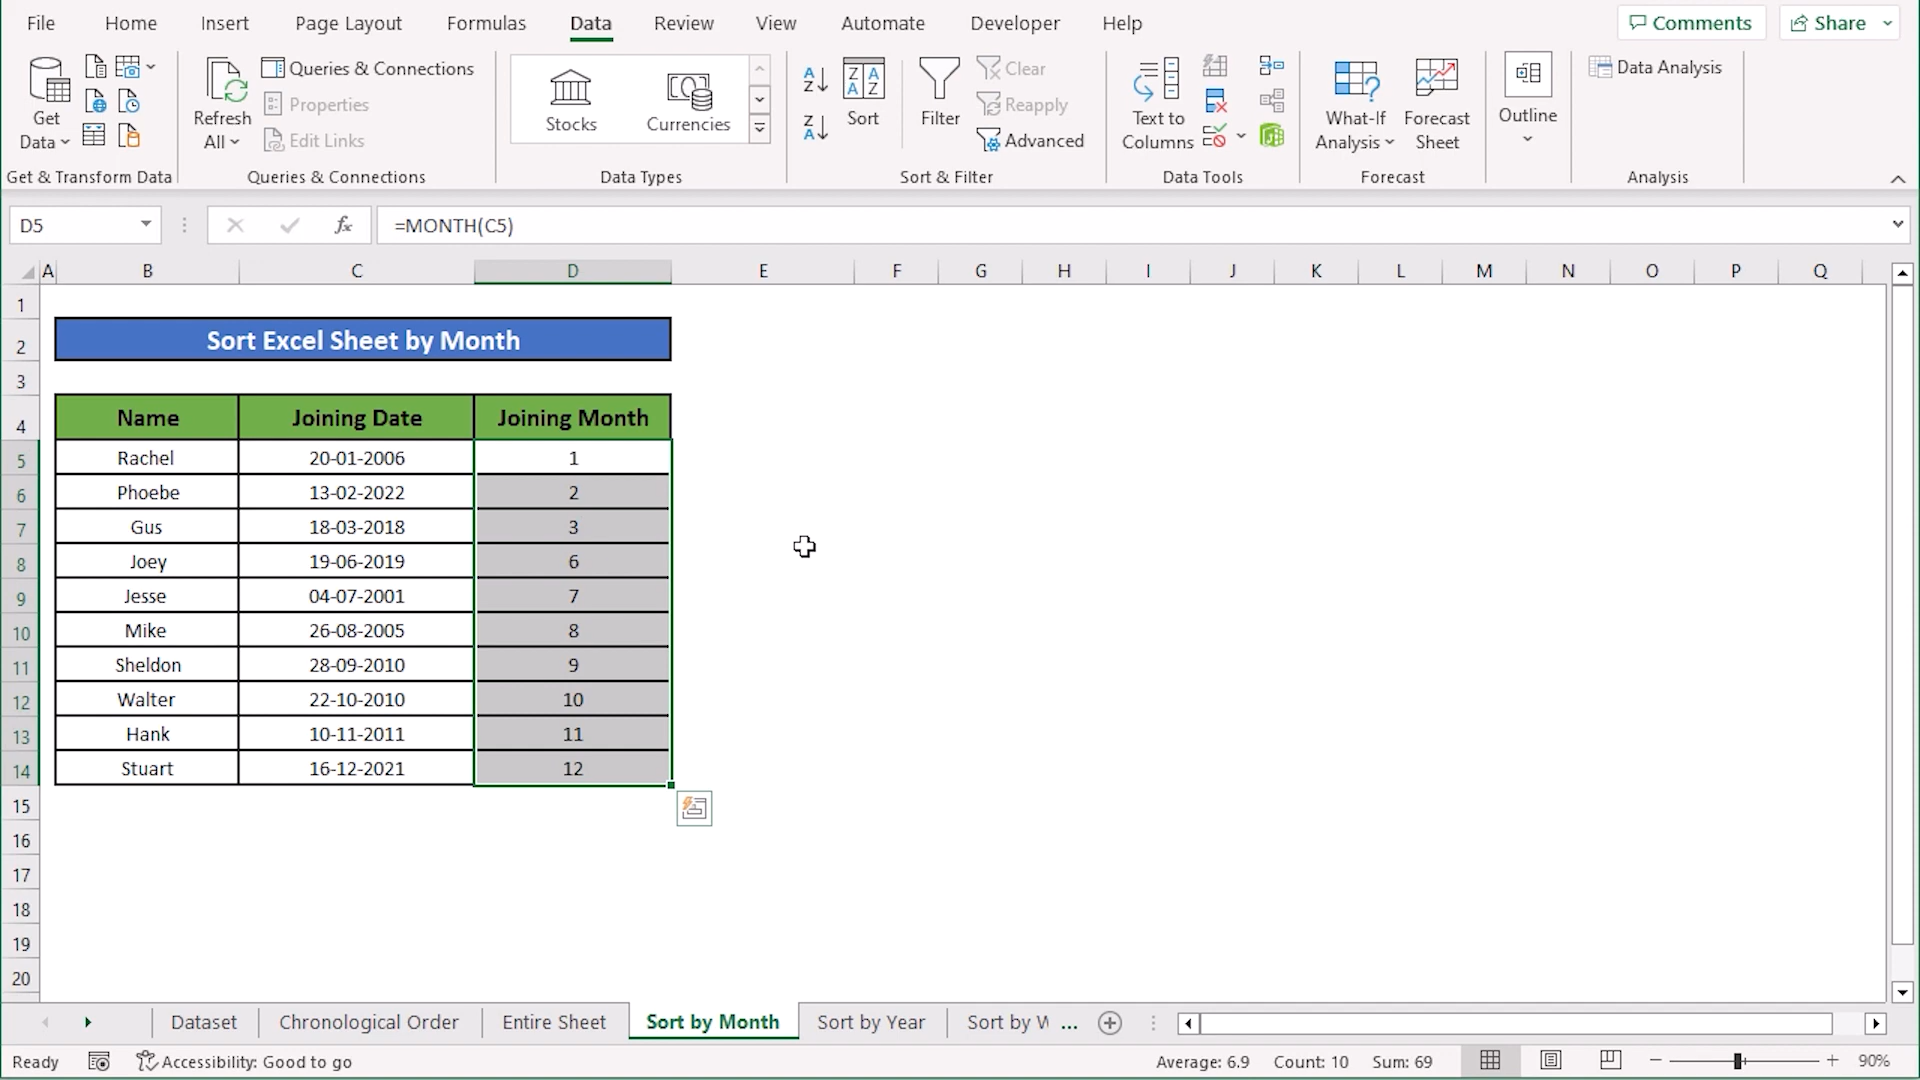 File Home Insert Page Layout Formulas Data Review View Automate Developer Help Comments Share
Get Data
Get & Transform Data
Refresh All
Queries & Connections
Properties
Edit Links
Queries & Connections
Stocks Currencies
Data Types
Sort
Filter
Clear
Reapply
Advanced
Sort & Filter
Text to Columns
Data Tools
What-If Analysis
Forecast Sheet
Forecast
Outline
Data Analysis
Analysis
D5 fx =MONTH(C5)
A B C D E F G H I J K L M N O P Q
1
2 Sort Excel Sheet by Month
3
4 Name Joining Date Joining Month
5 Rachel 20-01-2006 1
6 Phoebe 13-02-2022 2
7 Gus 18-03-2018 3
8 Joey 19-06-2019 6
9 Jesse 04-07-2001 7
10 Mike 26-08-2005 8
11 Sheldon 28-09-2010 9
12 Walter 22-10-2010 10
13 Hank 10-11-2011 11
14 Stuart 16-12-2021 12
15
16
17
18
19
20
Dataset Chronological Order Entire Sheet Sort by Month Sort by Year Sort by W ...
Ready Accessibility: Good to go Average: 6.9 Count: 10 Sum: 69 90%